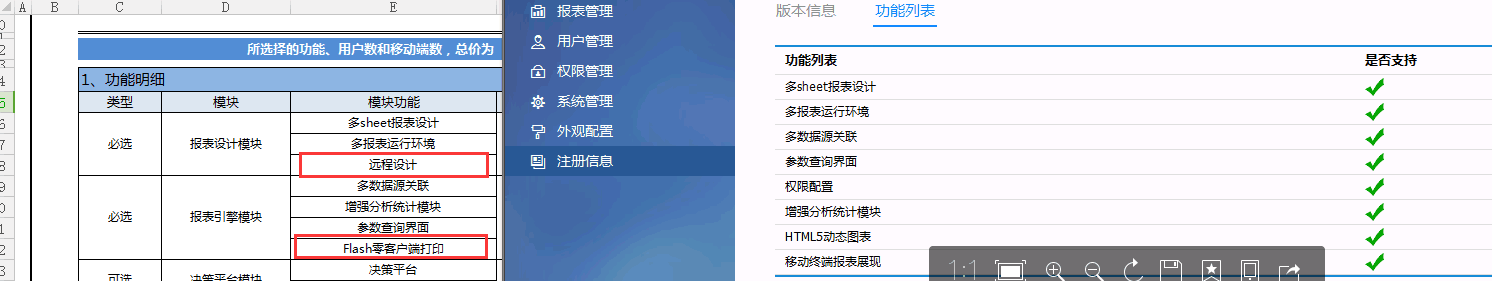 A B C D E
所选择的功能、用户数和移动端数，总价为
1、功能明细
类型 模块 模块功能
必选 报表设计模块 多sheet报表设计
多报表运行环境
远程设计
必选 报表引擎模块 多数据源关联
增强分析统计模块
参数查询界面
Flash零客户端打印
可选 决策平台模块 决策平台
报表管理
用户管理
权限管理
系统管理
外观配置
注册信息
版本信息 功能列表
功能列表 是否支持
多sheet报表设计
多报表运行环境
多数据源关联
参数查询界面
权限配置
增强分析统计模块
HTML5动态图表
移动终端报表展现
1:1